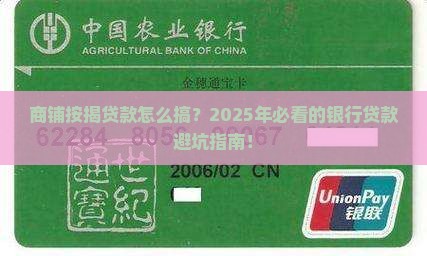 中国农业银行
AGRICULTURAL BANK OF CHINA
金穗通宝卡
商铺按揭贷款怎么搞？2025年必看的银行贷款
避坑指南！
62284 067
世紀
通寶
2006/02 CN
UnionPay
银联